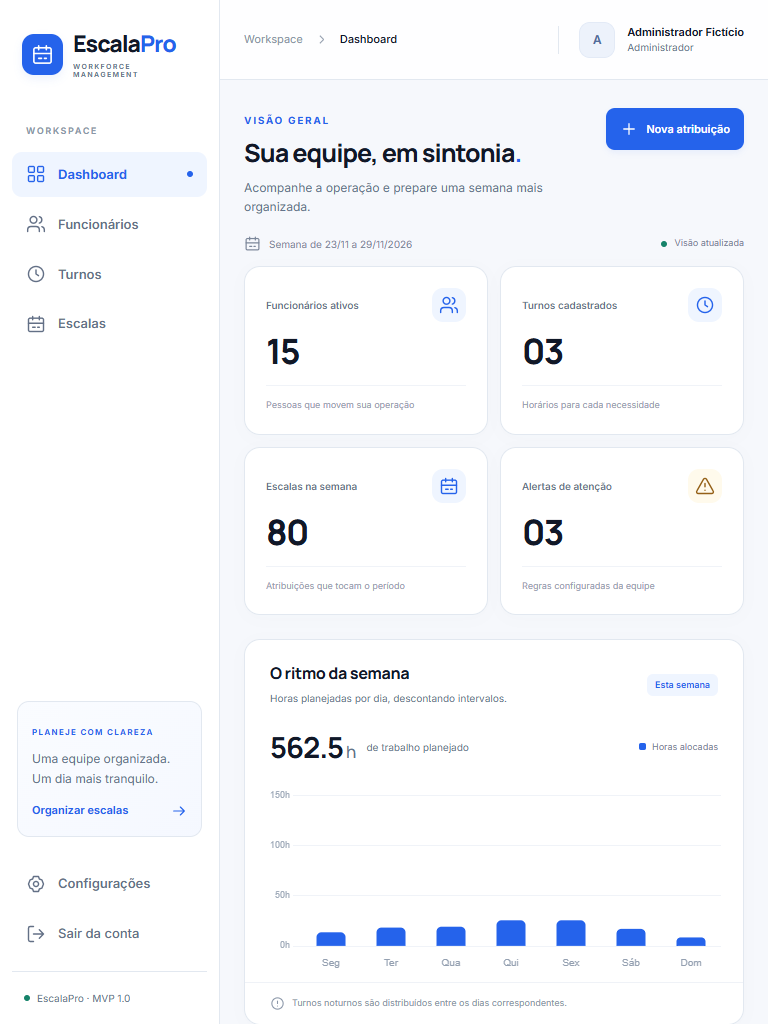 EscalaPro
WORKFORCE
MANAGEMENT
WORKSPACE
Dashboard
Funcionários
Turnos
Escalas
PLANEJE COM CLAREZA
Uma equipe organizada.
Um dia mais tranquilo.
Organizar escalas
Configurações
Sair da conta
EscalaPro · MVP 1.0
Workspace
Dashboard
A
Administrador Fictício
Administrador
VISÃO GERAL
Sua equipe, em sintonia.
Acompanhe a operação e prepare uma semana mais
organizada.
Nova atribuição
Semana de 23/11 a 29/11/2026
Visão atualizada
Funcionários ativos
15
Pessoas que movem sua operação
Turnos cadastrados
03
Horários para cada necessidade
Escalas na semana
80
Atribuições que tocam o período
Alertas de atenção
03
Regras configuradas da equipe
O ritmo da semana
Horas planejadas por dia, descontando intervalos.
Esta semana
562.5 h de trabalho planejado
Horas alocadas
150h
100h
50h
0h
Seg Ter Qua Qui Sex Sáb Dom
Turnos noturnos são distribuídos entre os dias correspondentes.